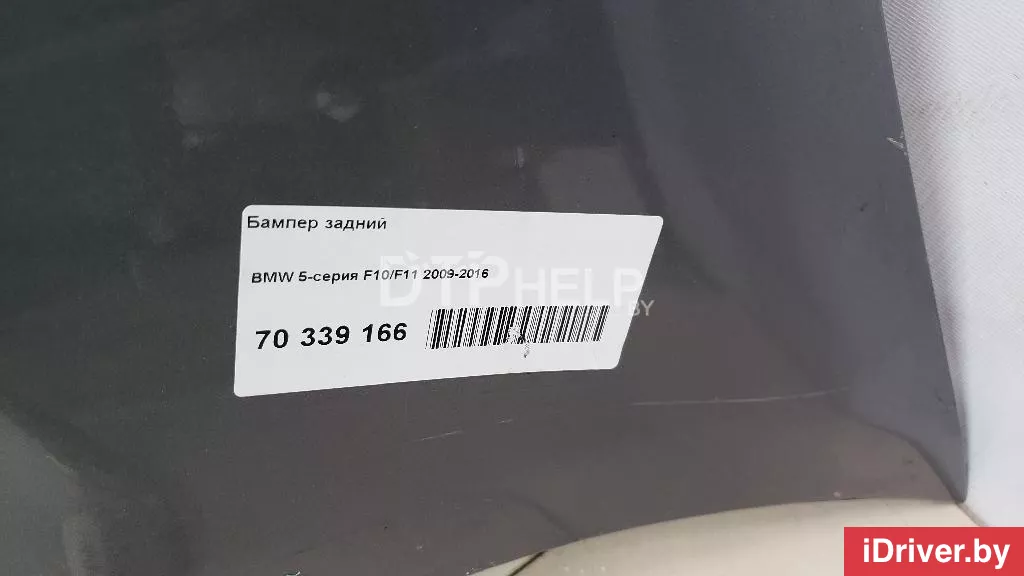 Бампер задний
BMW 5-серия F10/F11 2009-2016
DTPHELP
.BY
70 339 166
iDriver.by